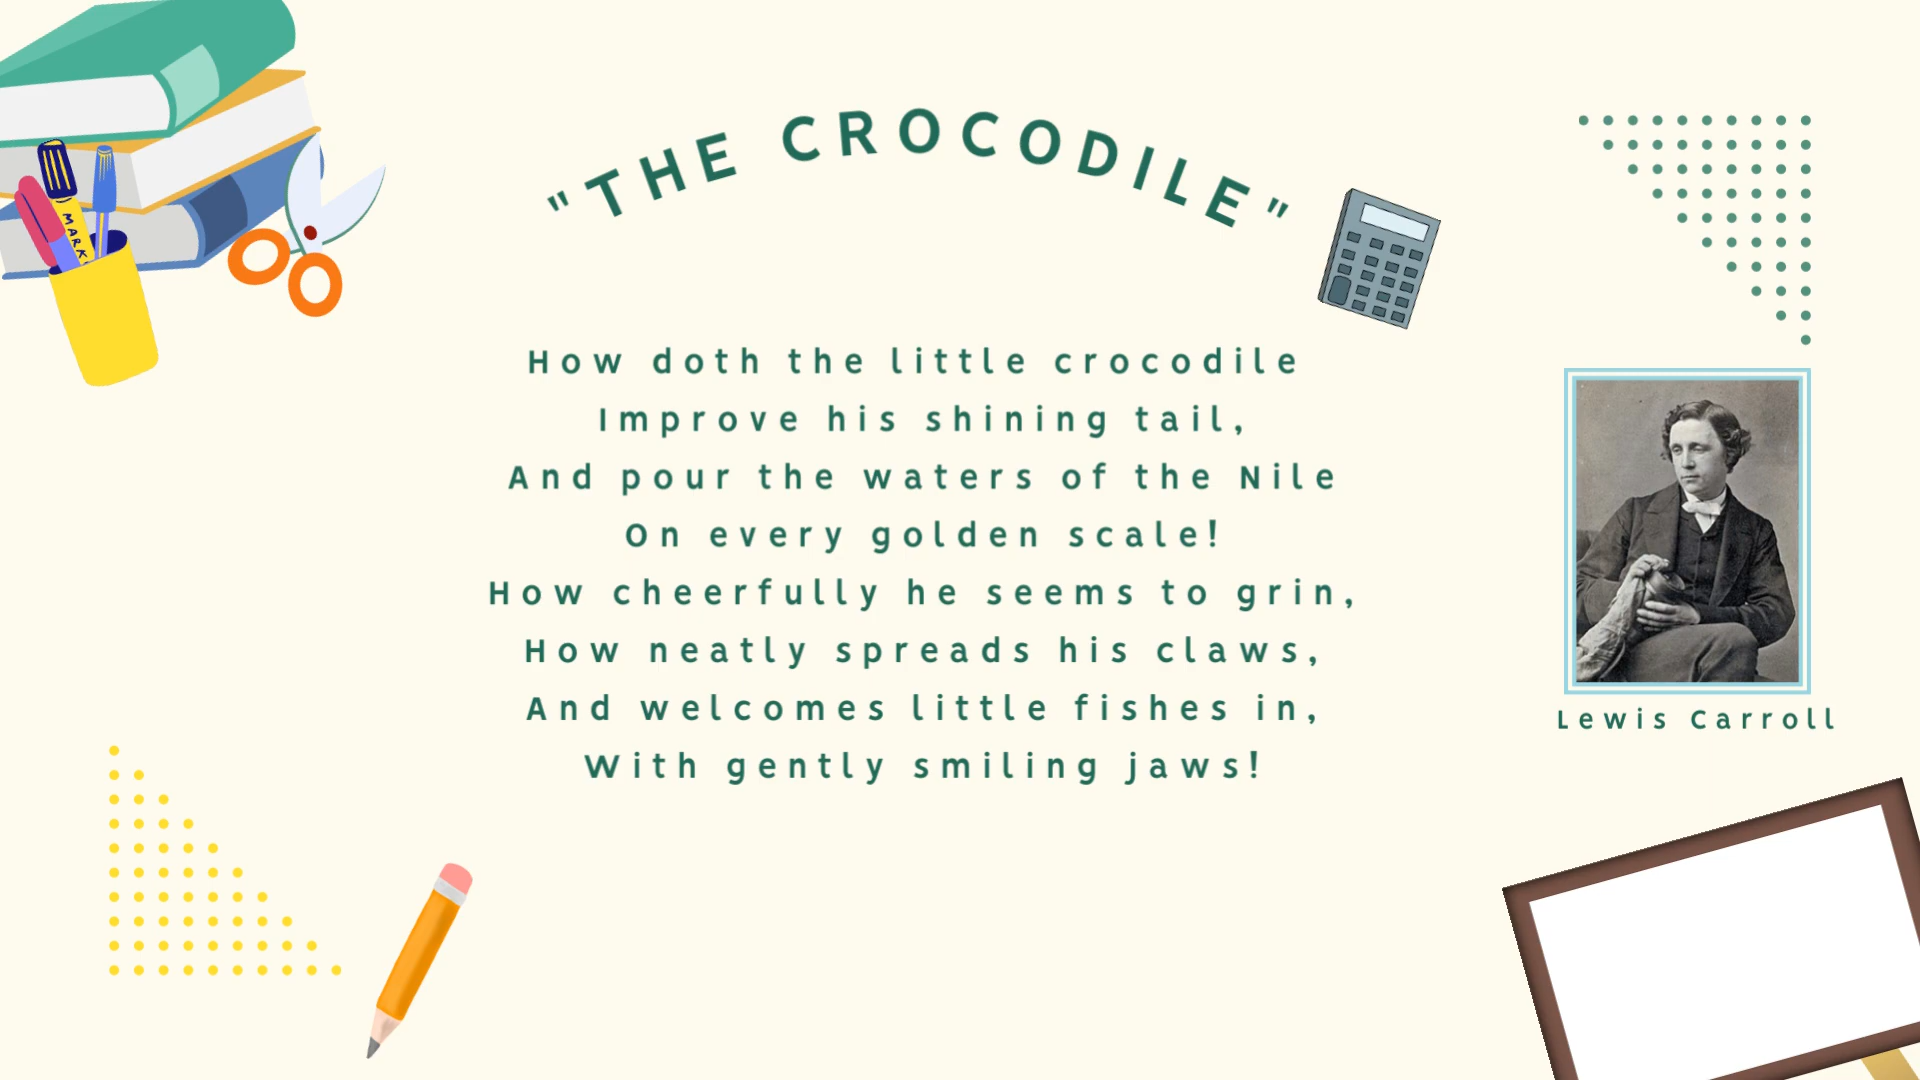 "THE CROCODILE"
How doth the little crocodile
Improve his shining tail,
And pour the waters of the Nile
On every golden scale!
How cheerfully he seems to grin,
How neatly spreads his claws,
And welcomes little fishes in,
With gently smiling jaws!
Lewis Carroll
MARK